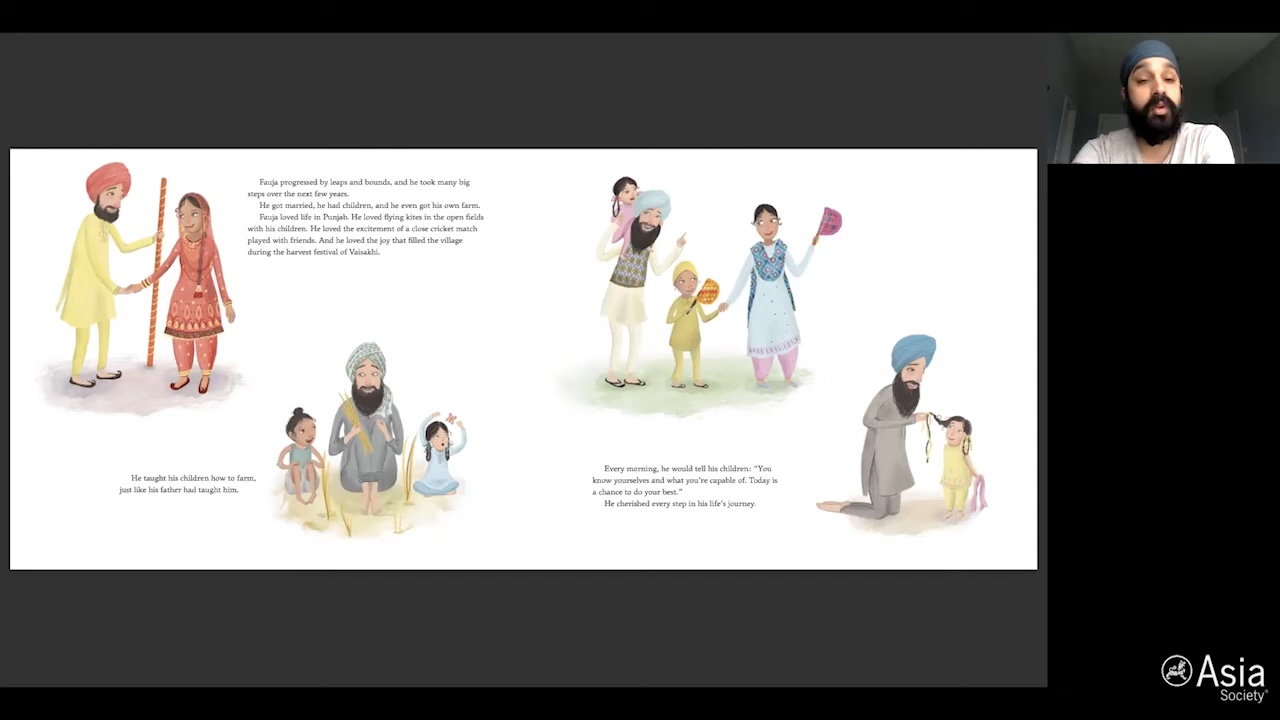 Fauja progressed by leaps and bounds, and he took many big
steps over the next few years.
He got married, he had children, and he even got his own farm.
Fauja loved life in Punjab. He loved flying kites in the open fields
with his children. He loved the excitement of a close cricket match
played with friends. And he loved the joy that filled the village
during the harvest festival of Vaisakhi.
He taught his children how to farm,
just like his father had taught him.
Every morning, he would tell his children: “You
know yourselves and what you’re capable of. Today is
a chance to do your best.”
He cherished every step in his life’s journey.
Asia
Society®